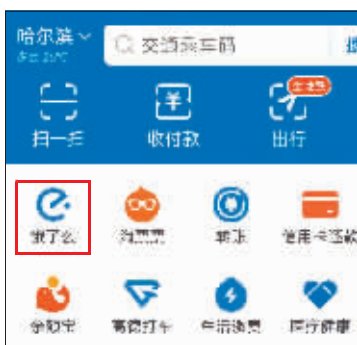 哈尔滨
交通乘车码
扫一扫 收付款 出行
饿了么 淘票票 转账 信用卡还款
余额宝 高德打车 生活缴费 医疗健康